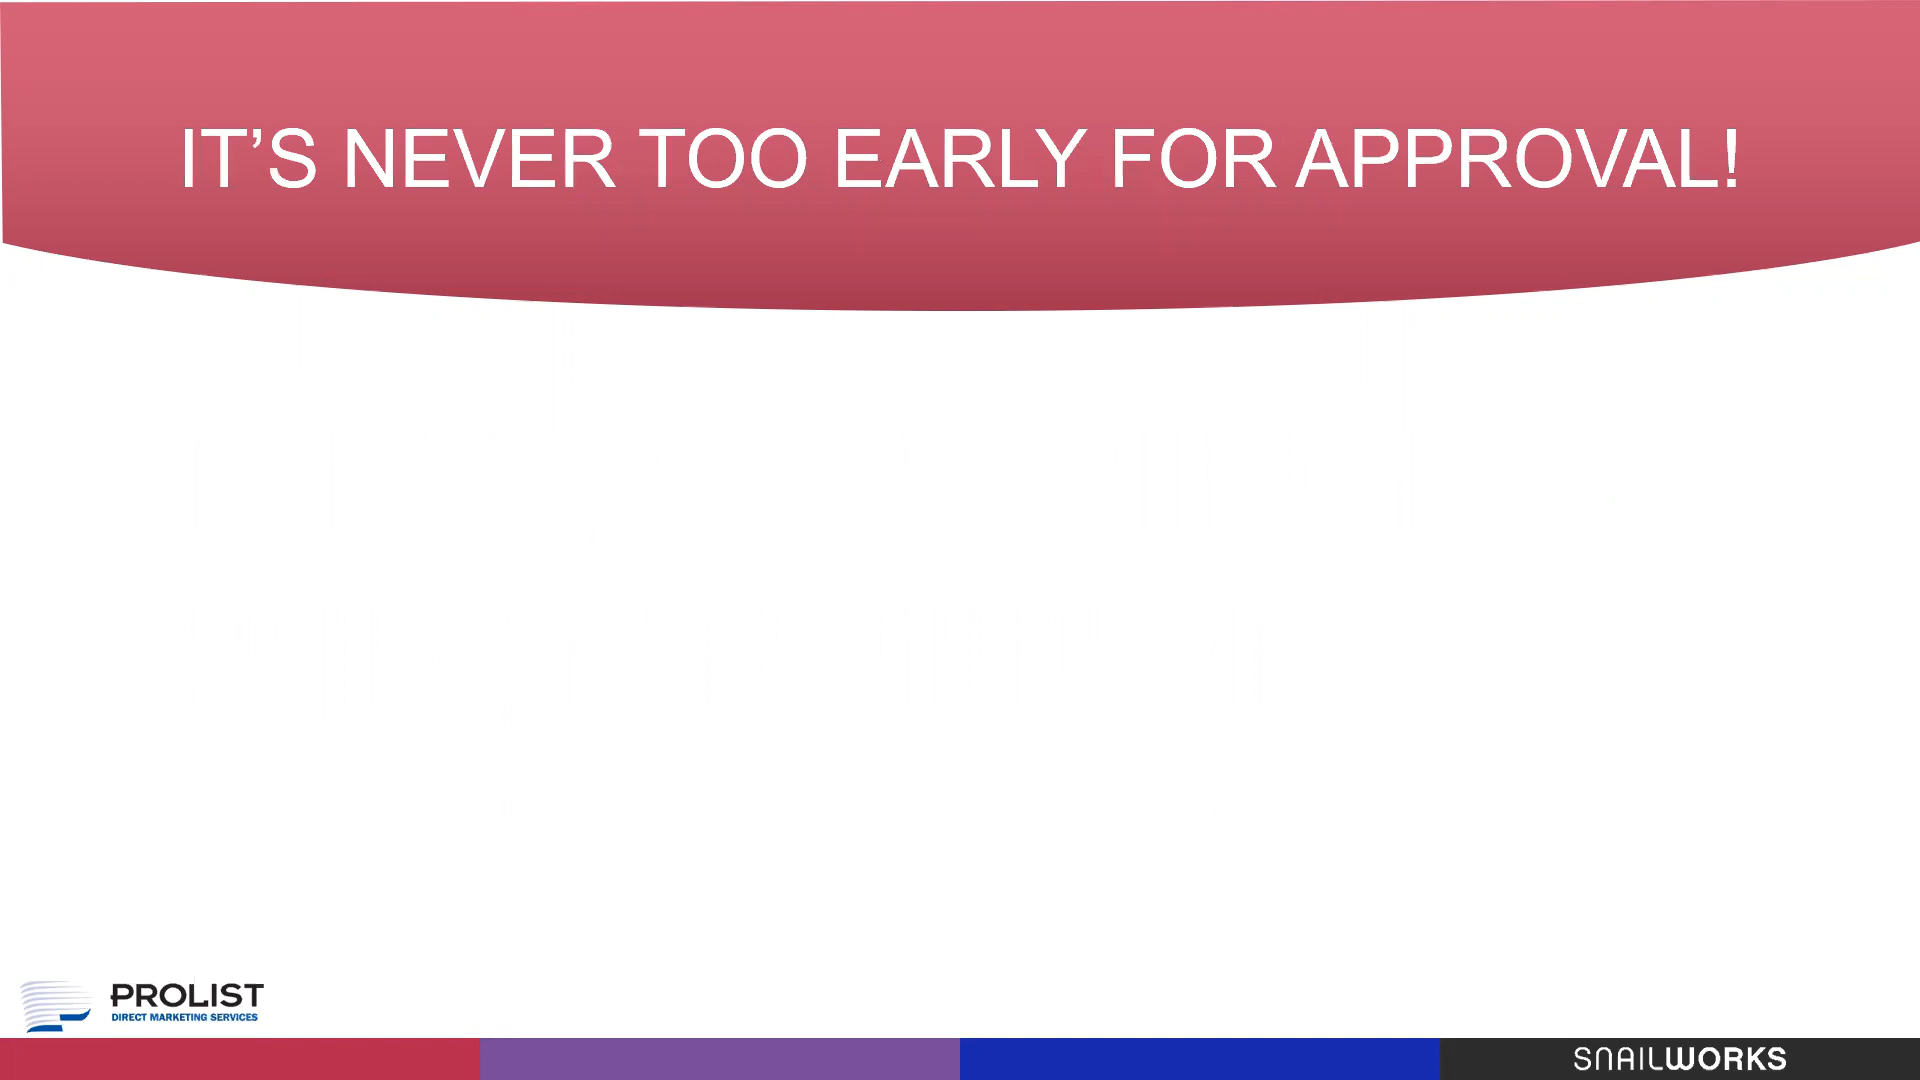 IT’S NEVER TOO EARLY FOR APPROVAL!
PROLIST
DIRECT MARKETING SERVICES
SNAILWORKS